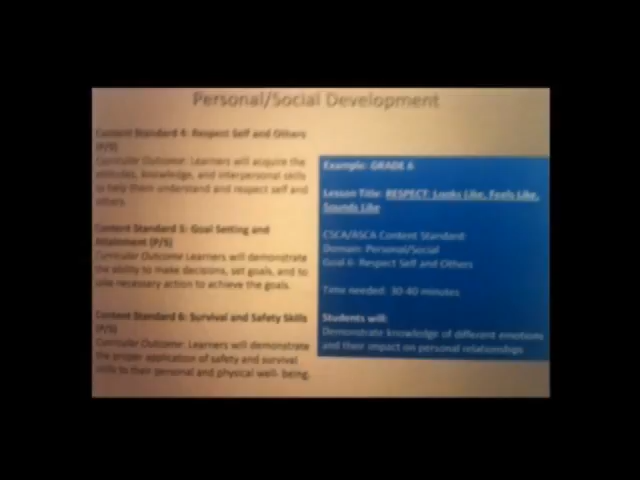 Personal/Social Development
Content Standard 4: Respect Self and Others
(P/S)
Curricular Outcome: Learners will acquire the
attitudes, knowledge, and interpersonal skills
to help them understand and respect self and
others.
Content Standard 5: Goal Setting and
Attainment (P/S)
Curricular Outcome Learners will demonstrate
the ability to make decisions, set goals, and to
take necessary action to achieve the goals.
Content Standard 6: Survival and Safety Skills
(P/S)
Curricular Outcome: Learners will demonstrate
the proper application of safety and survival
skills to their personal and physical well- being.
Example: GRADE 6
Lesson Title: RESPECT: Looks Like, Feels Like,
Sounds Like
CSCA/ASCA Content Standard:
Domain: Personal/Social
Goal 6: Respect Self and Others
Time needed: 30-40 minutes
Students will:
Demonstrate knowledge of different emotions
and their impact on personal relationships